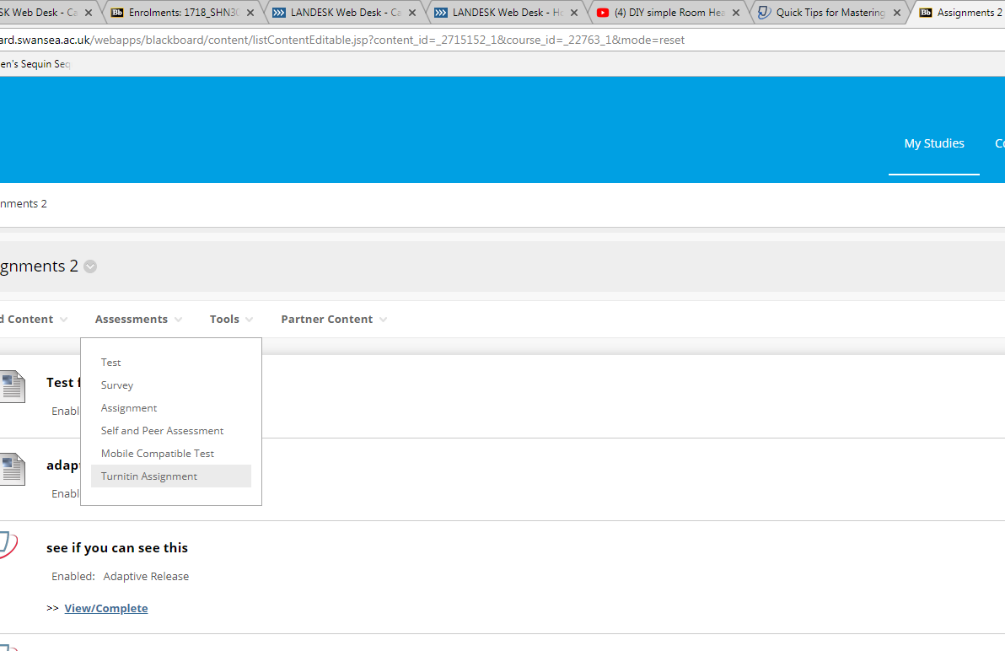 SK Web Desk - Ca
Enrolments: 1718_SHN30
LANDESK Web Desk - Ca
LANDESK Web Desk - Ho
(4) DIY simple Room Hea
Quick Tips for Mastering
Assignments 2
ard.swansea.ac.uk/webapps/blackboard/content/listContentEditable.jsp?content_id=_2715152_1&course_id=_22763_1&mode=reset
en's Sequin Seq
My Studies
nments 2
gnments 2
d Content
Assessments
Tools
Partner Content
Test
Survey
Assignment
Self and Peer Assessment
Mobile Compatible Test
Turnitin Assignment
Test f
Enabl
adapt
Enabl
see if you can see this
Enabled: Adaptive Release
>> View/Complete